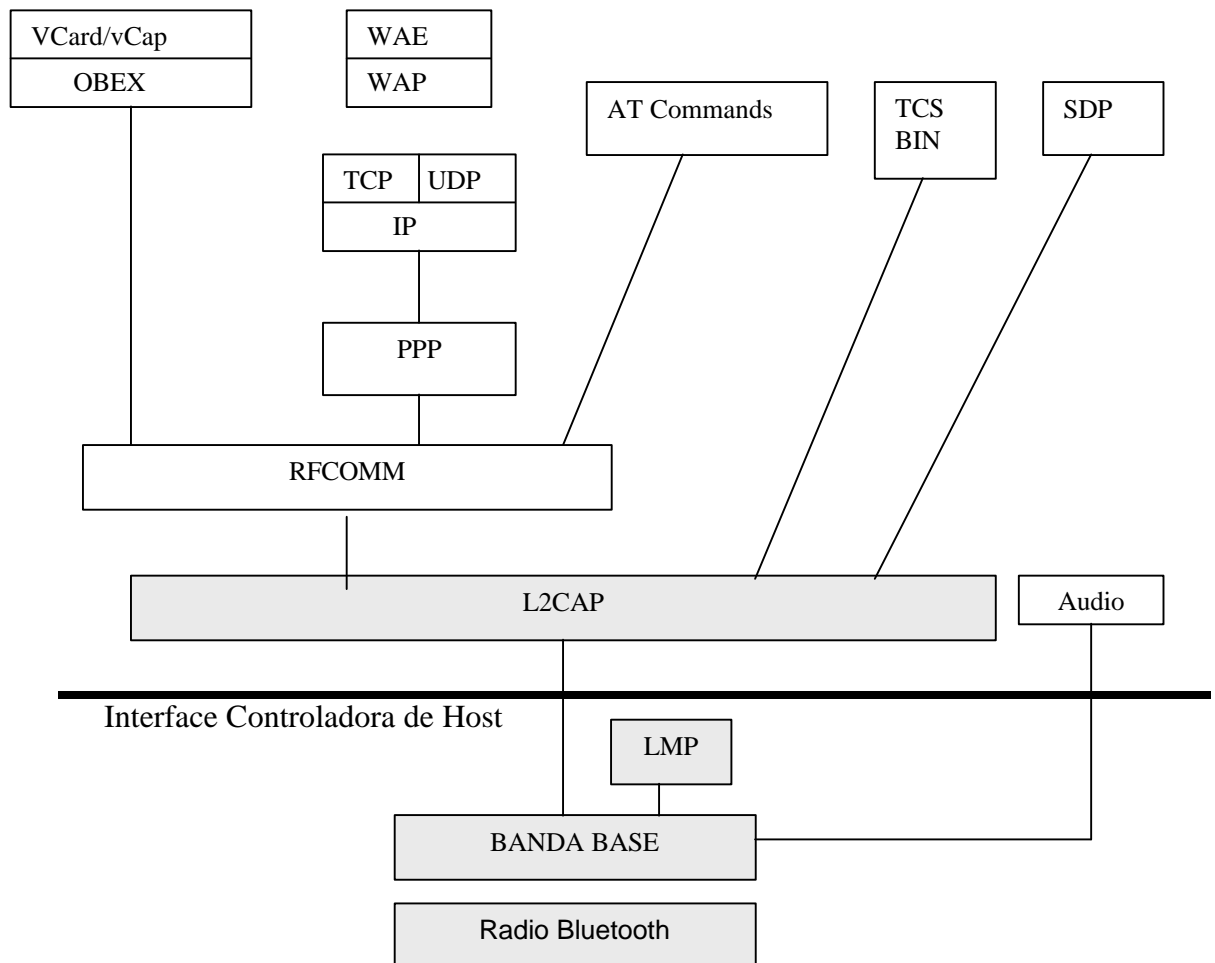 VCard/vCap
OBEX
WAE
WAP
AT Commands
TCS
BIN
SDP
TCP
UDP
IP
PPP
RFCOMM
L2CAP
Audio
Interface Controladora de Host
LMP
BANDA BASE
Radio Bluetooth